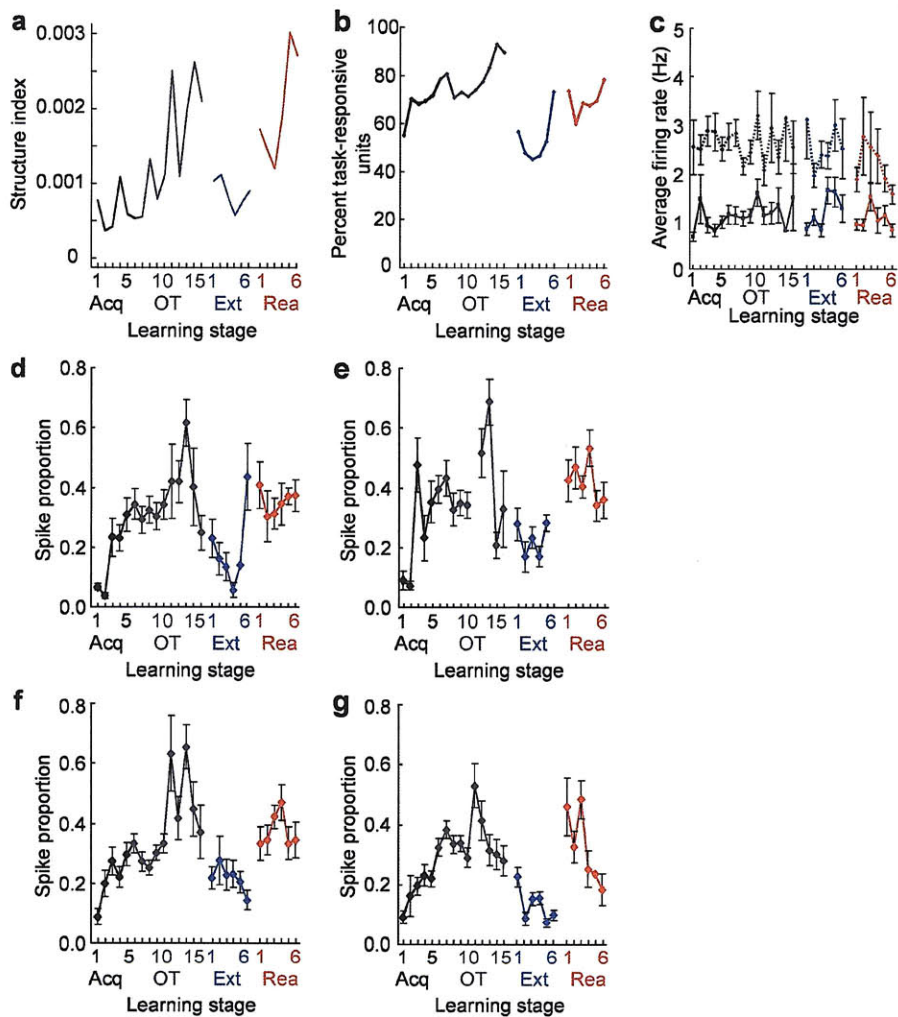 a
Structure index
0.003
0.002
0.001
0
1 5 10 15 1 6 1 6
Acq OT Ext Rea
Learning stage
b
Percent task-responsive
units
100
80
60
40
20
0
1 5 10 15 1 6 1 6
Acq OT Ext Rea
Learning stage
c
Average firing rate (Hz)
5
4
3
2
1
0
1 5 10 15 1 6 1 6
Acq OT Ext Rea
Learning stage
d
Spike proportion
0.8
0.6
0.4
0.2
0.0
1 5 10 15 1 6 1 6
Acq OT Ext Rea
Learning stage
e
Spike proportion
0.8
0.6
0.4
0.2
0.0
1 5 10 15 1 6 1 6
Acq OT Ext Rea
Learning stage
f
Spike proportion
0.8
0.6
0.4
0.2
0.0
1 5 10 15 1 6 1 6
Acq OT Ext Rea
Learning stage
g
Spike proportion
0.8
0.6
0.4
0.2
0.0
1 5 10 15 1 6 1 6
Acq OT Ext Rea
Learning stage